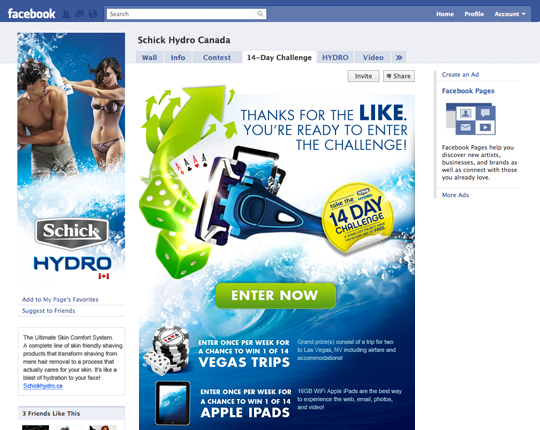 facebook
Search
Home Profile Account
Schick Hydro Canada
Wall Info Contest 14-Day Challenge HYDRO Video »
Invite Share
Schick
HYDRO
Add to My Page's Favorites
Suggest to Friends
The Ultimate Skin Comfort System.
A complete line of skin friendly shaving
products that transform shaving from
mere hair removal to a process that
actually cares for your skin. It's like a
blast of hydration to your face!
Schickhydro.ca
3 Friends Like This
THANKS FOR THE LIKE.
YOU'RE READY TO ENTER
THE CHALLENGE!
take the
14 DAY
CHALLENGE
ENTER NOW
ENTER ONCE PER WEEK FOR
A CHANCE TO WIN 1 OF 14
VEGAS TRIPS
Grand prize(s) consist of a trip for two
to Las Vegas, NV including airfare and
accommodations!
ENTER ONCE PER WEEK FOR
A CHANCE TO WIN 1 OF 14
APPLE IPADS
16GB WiFi Apple iPads are the best way
to experience the web, email, photos,
and video!
Create an Ad
Facebook Pages
Facebook Pages help you
discover new artists,
businesses, and brands as
well as connect with those
you already love.
More Ads